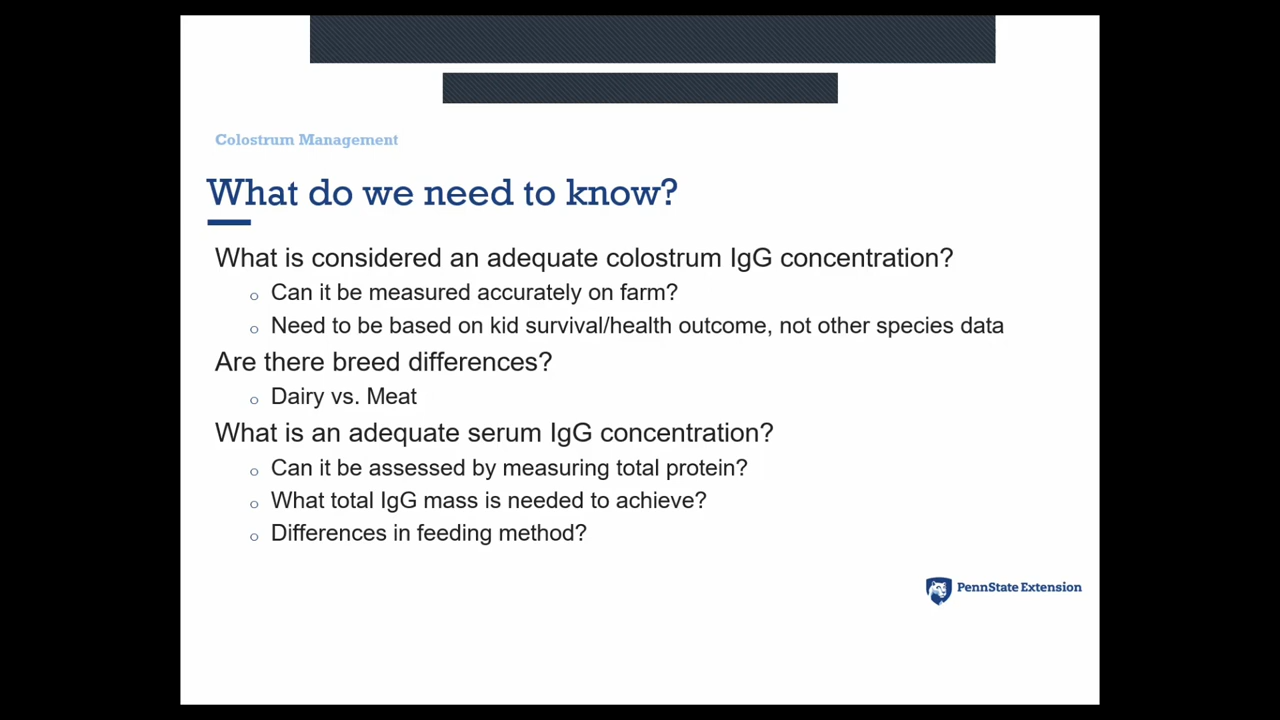 Colostrum Management
What do we need to know?
What is considered an adequate colostrum IgG concentration?
o Can it be measured accurately on farm?
o Need to be based on kid survival/health outcome, not other species data
Are there breed differences?
o Dairy vs. Meat
What is an adequate serum IgG concentration?
o Can it be assessed by measuring total protein?
o What total IgG mass is needed to achieve?
o Differences in feeding method?
PennState Extension